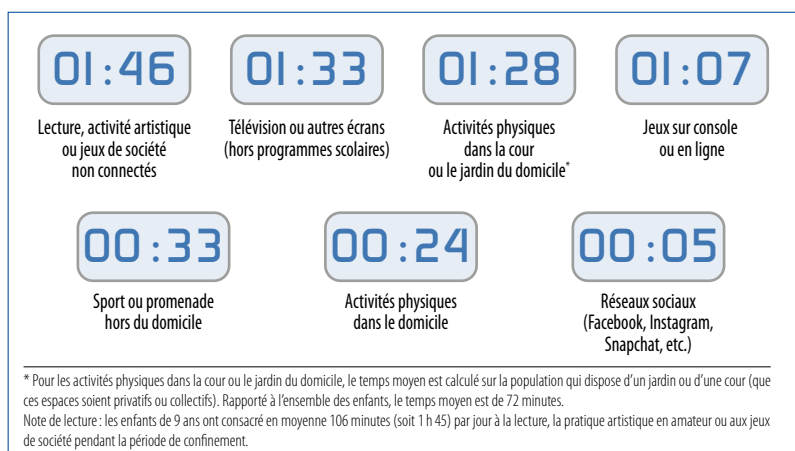 01:46 01:33 01:28 01:07
Lecture, activité artistique
ou jeux de société
non connectés
Télévision ou autres écrans
(hors programmes scolaires)
Activités physiques
dans la cour
ou le jardin du domicile*
Jeux sur console
ou en ligne
00:33 00:24 00:05
Sport ou promenade
hors du domicile
Activités physiques
dans le domicile
Réseaux sociaux
(Facebook, Instagram,
Snapchat, etc.)
* Pour les activités physiques dans la cour ou le jardin du domicile, le temps moyen est calculé sur la population qui dispose d'un jardin ou d'une cour (que
ces espaces soient privatifs ou collectifs). Rapporté à l'ensemble des enfants, le temps moyen est de 72 minutes.
Note de lecture : les enfants de 9 ans ont consacré en moyenne 106 minutes (soit 1 h 45) par jour à la lecture, la pratique artistique en amateur ou aux jeux
de société pendant la période de confinement.